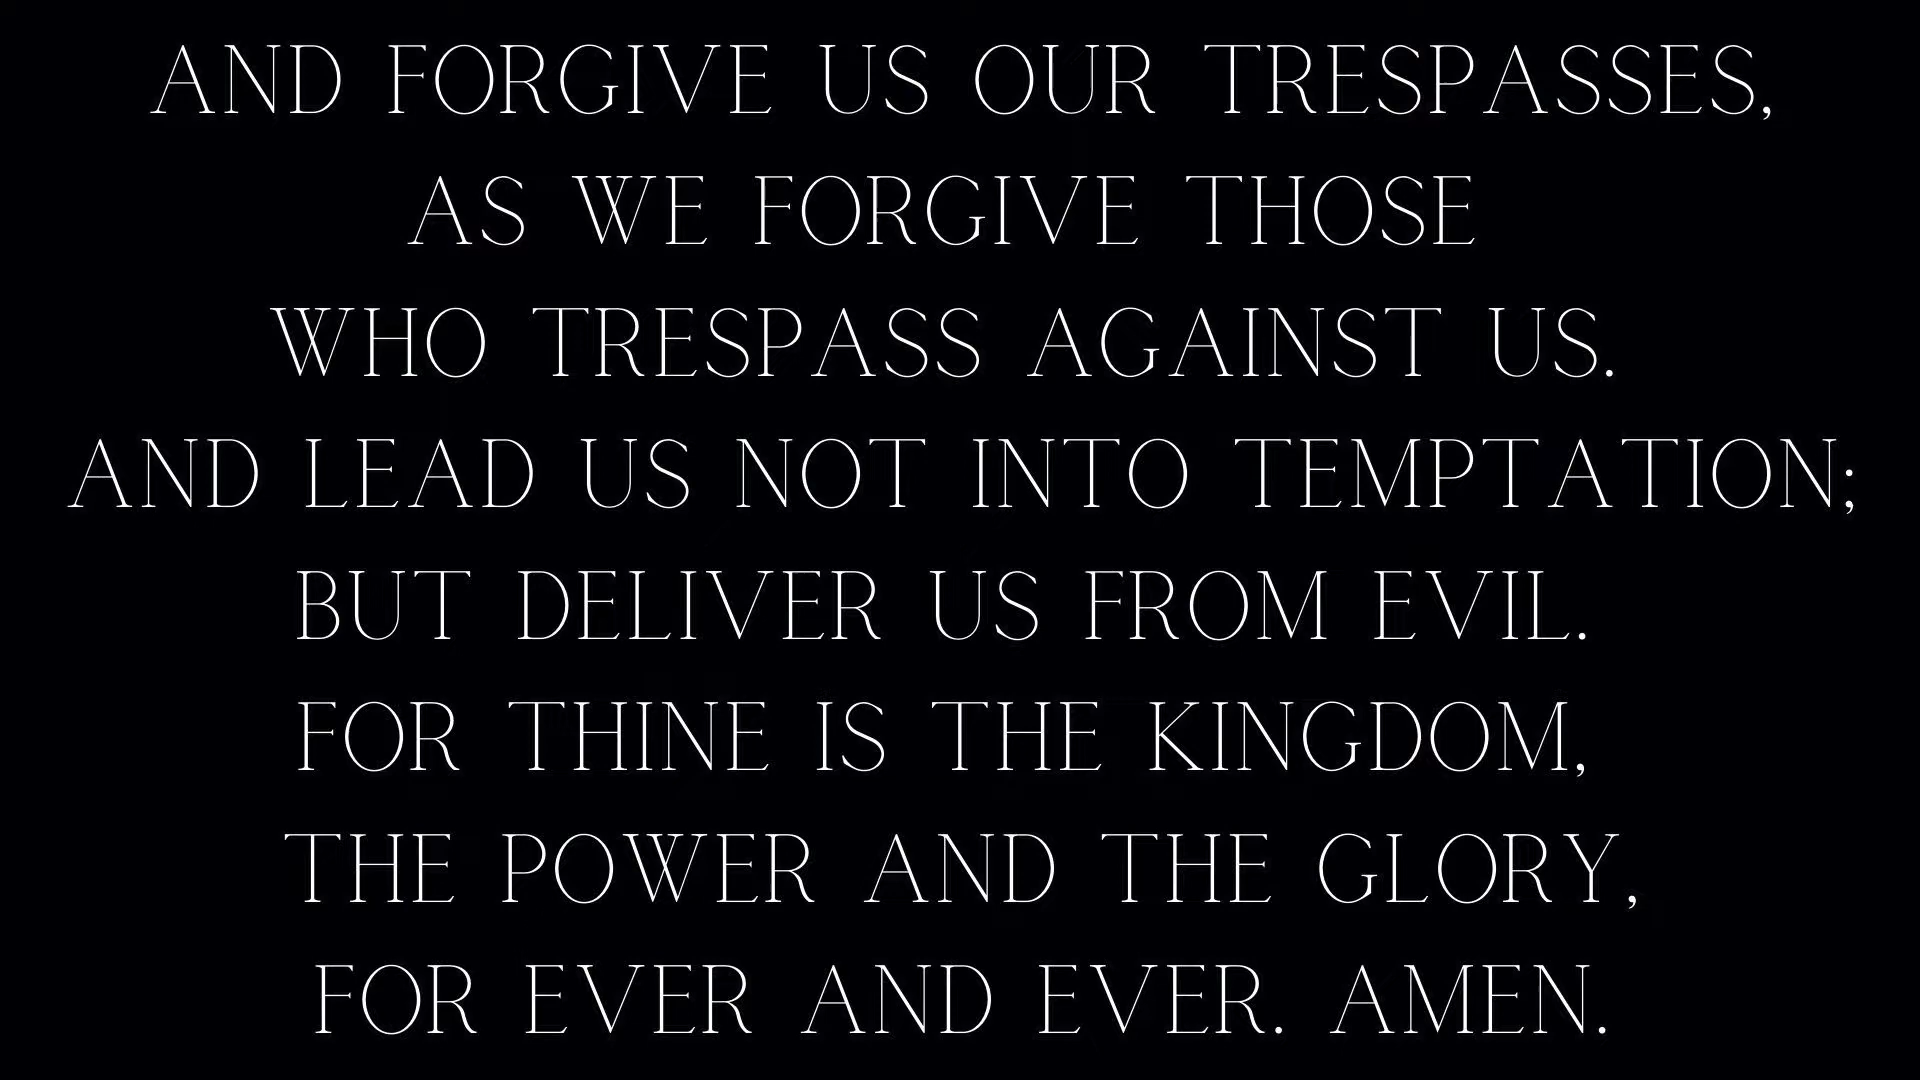 AND FORGIVE US OUR TRESPASSES,
AS WE FORGIVE THOSE
WHO TRESPASS AGAINST US.
AND LEAD US NOT INTO TEMPTATION;
BUT DELIVER US FROM EVIL.
FOR THINE IS THE KINGDOM,
THE POWER AND THE GLORY,
FOR EVER AND EVER. AMEN.